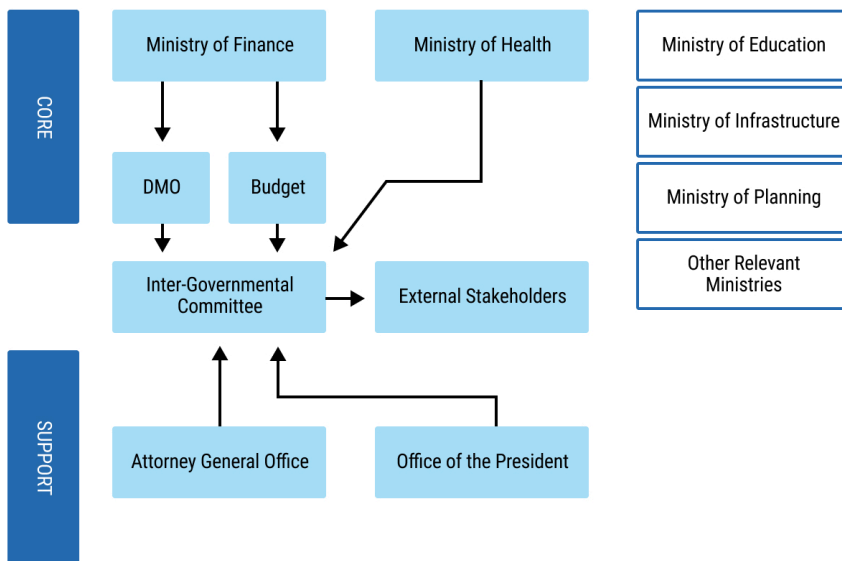 CORE
Ministry of Finance
Ministry of Health
Ministry of Education
Ministry of Infrastructure
DMO
Budget
Ministry of Planning
Inter-Governmental
Committee
External Stakeholders
Other Relevant
Ministries
SUPPORT
Attorney General Office
Office of the President